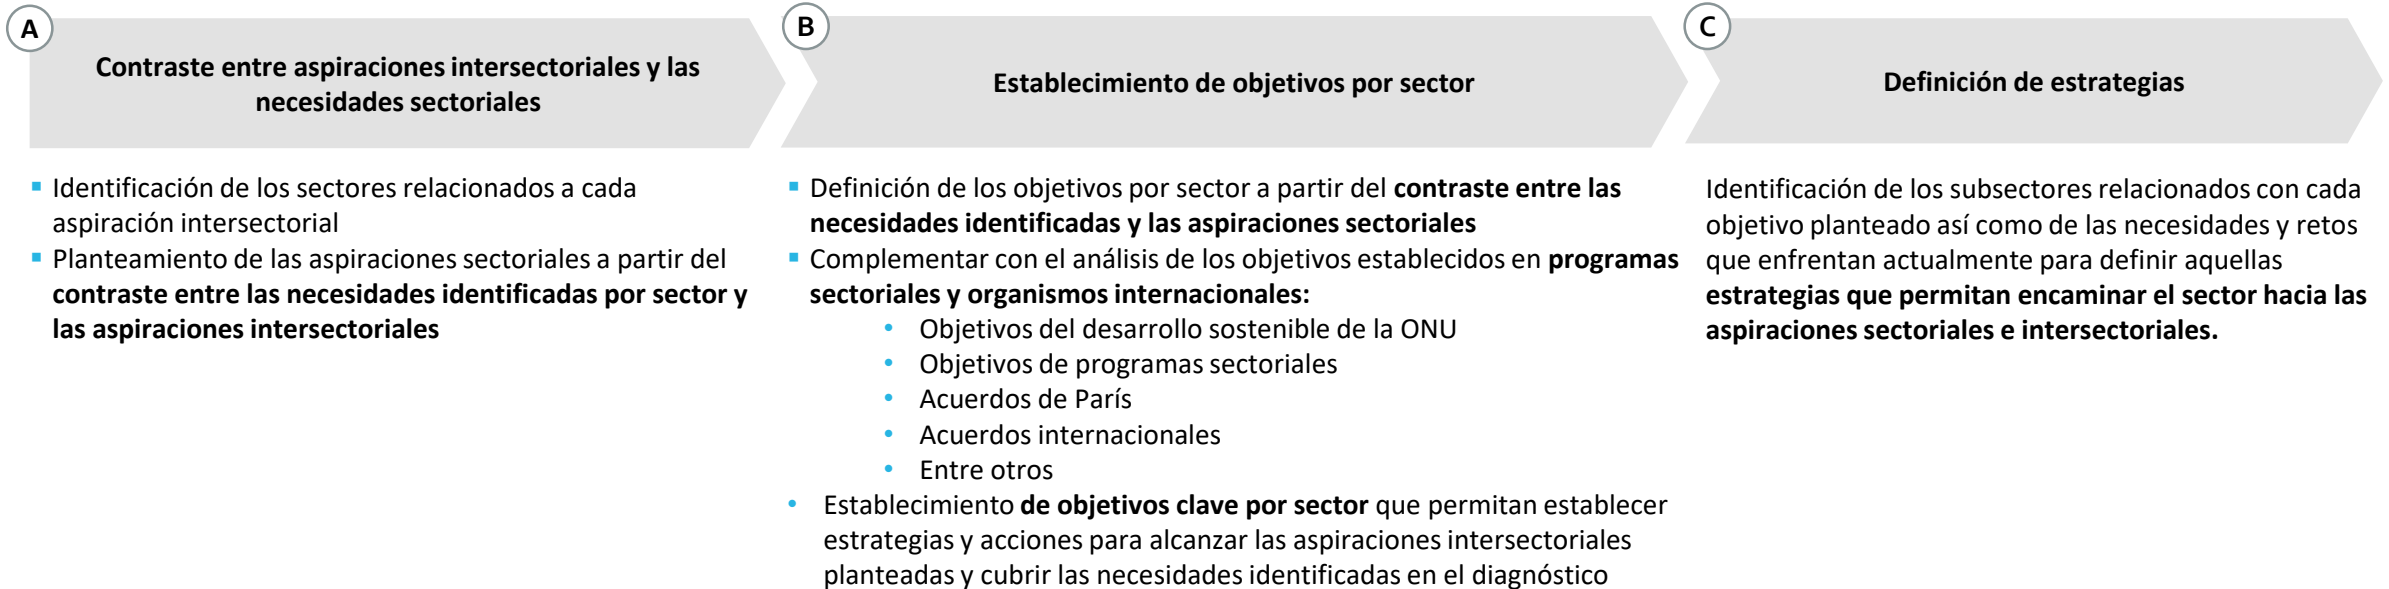 A
Contraste entre aspiraciones intersectoriales y las
necesidades sectoriales
▪ Identificación de los sectores relacionados a cada
aspiración intersectorial
▪ Planteamiento de las aspiraciones sectoriales a partir del
contraste entre las necesidades identificadas por sector y
las aspiraciones intersectoriales
B
Establecimiento de objetivos por sector
▪ Definición de los objetivos por sector a partir del contraste entre las
necesidades identificadas y las aspiraciones sectoriales
▪ Complementar con el análisis de los objetivos establecidos en programas
sectoriales y organismos internacionales:
• Objetivos del desarrollo sostenible de la ONU
• Objetivos de programas sectoriales
• Acuerdos de París
• Acuerdos internacionales
• Entre otros
• Establecimiento de objetivos clave por sector que permitan establecer
estrategias y acciones para alcanzar las aspiraciones intersectoriales
planteadas y cubrir las necesidades identificadas en el diagnóstico
C
Definición de estrategias
Identificación de los subsectores relacionados con cada
objetivo planteado así como de las necesidades y retos
que enfrentan actualmente para definir aquellas
estrategias que permitan encaminar el sector hacia las
aspiraciones sectoriales e intersectoriales.